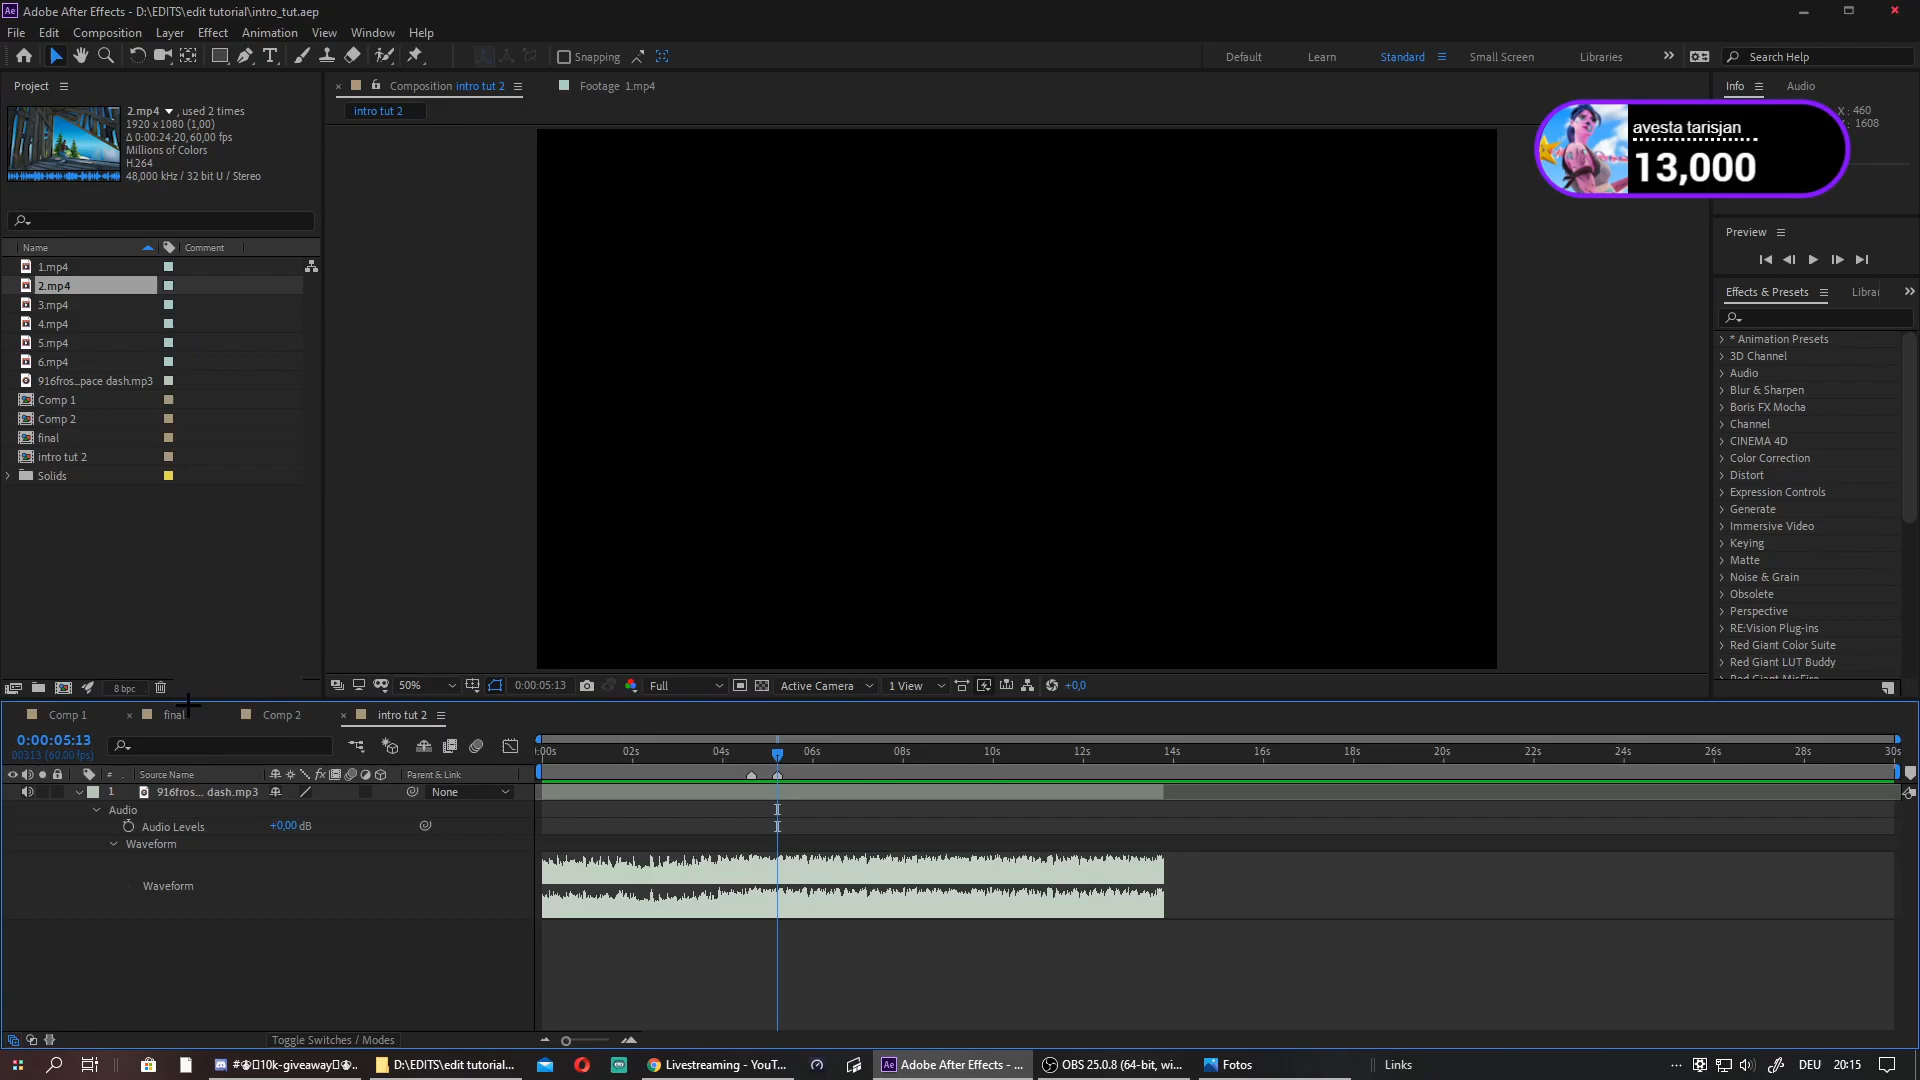 Adobe After Effects - D:\EDITS\edit tutorial\intro_tut.aep
File Edit Composition Layer Effect Animation View Window Help
Snapping
Default Learn Standard Small Screen Libraries Search Help
Project
2.mp4 , used 2 times
1920 x 1080 (1,00)
Δ 0:00:24:20, 60,00 fps
Millions of Colors
H.264
48,000 kHz / 32 bit U / Stereo
Name Comment
1.mp4
2.mp4
3.mp4
4.mp4
5.mp4
6.mp4
916fros...pace dash.mp3
Comp 1
Comp 2
final
intro tut 2
Solids
8 bpc
Composition intro tut 2
Footage 1.mp4
intro tut 2
50% 0:00:05:13 Full Active Camera 1 View +0,0
Info Audio
X : 460
1608
avesta tarisjan
13,000
Preview
Effects & Presets
* Animation Presets
3D Channel
Audio
Blur & Sharpen
Boris FX Mocha
Channel
CINEMA 4D
Color Correction
Distort
Expression Controls
Generate
Immersive Video
Keying
Matte
Noise & Grain
Obsolete
Perspective
RE:Vision Plug-ins
Red Giant Color Suite
Red Giant LUT Buddy
Red Giant MisFire
Comp 1 final Comp 2 intro tut 2
0:00:05:13
00313 (60.00 fps)
:00s 02s 04s 06s 08s 10s 12s 14s 16s 18s 20s 22s 24s 26s 28s 30s
# Source Name fx Parent & Link
1 916fros... dash.mp3 None
Audio
Audio Levels +0,00 dB
Waveform
Waveform
Toggle Switches / Modes
D:\EDITS\edit tutorial... Livestreaming - YouT... Adobe After Effects - ... OBS 25.0.8 (64-bit, wi... Fotos Links DEU 20:15